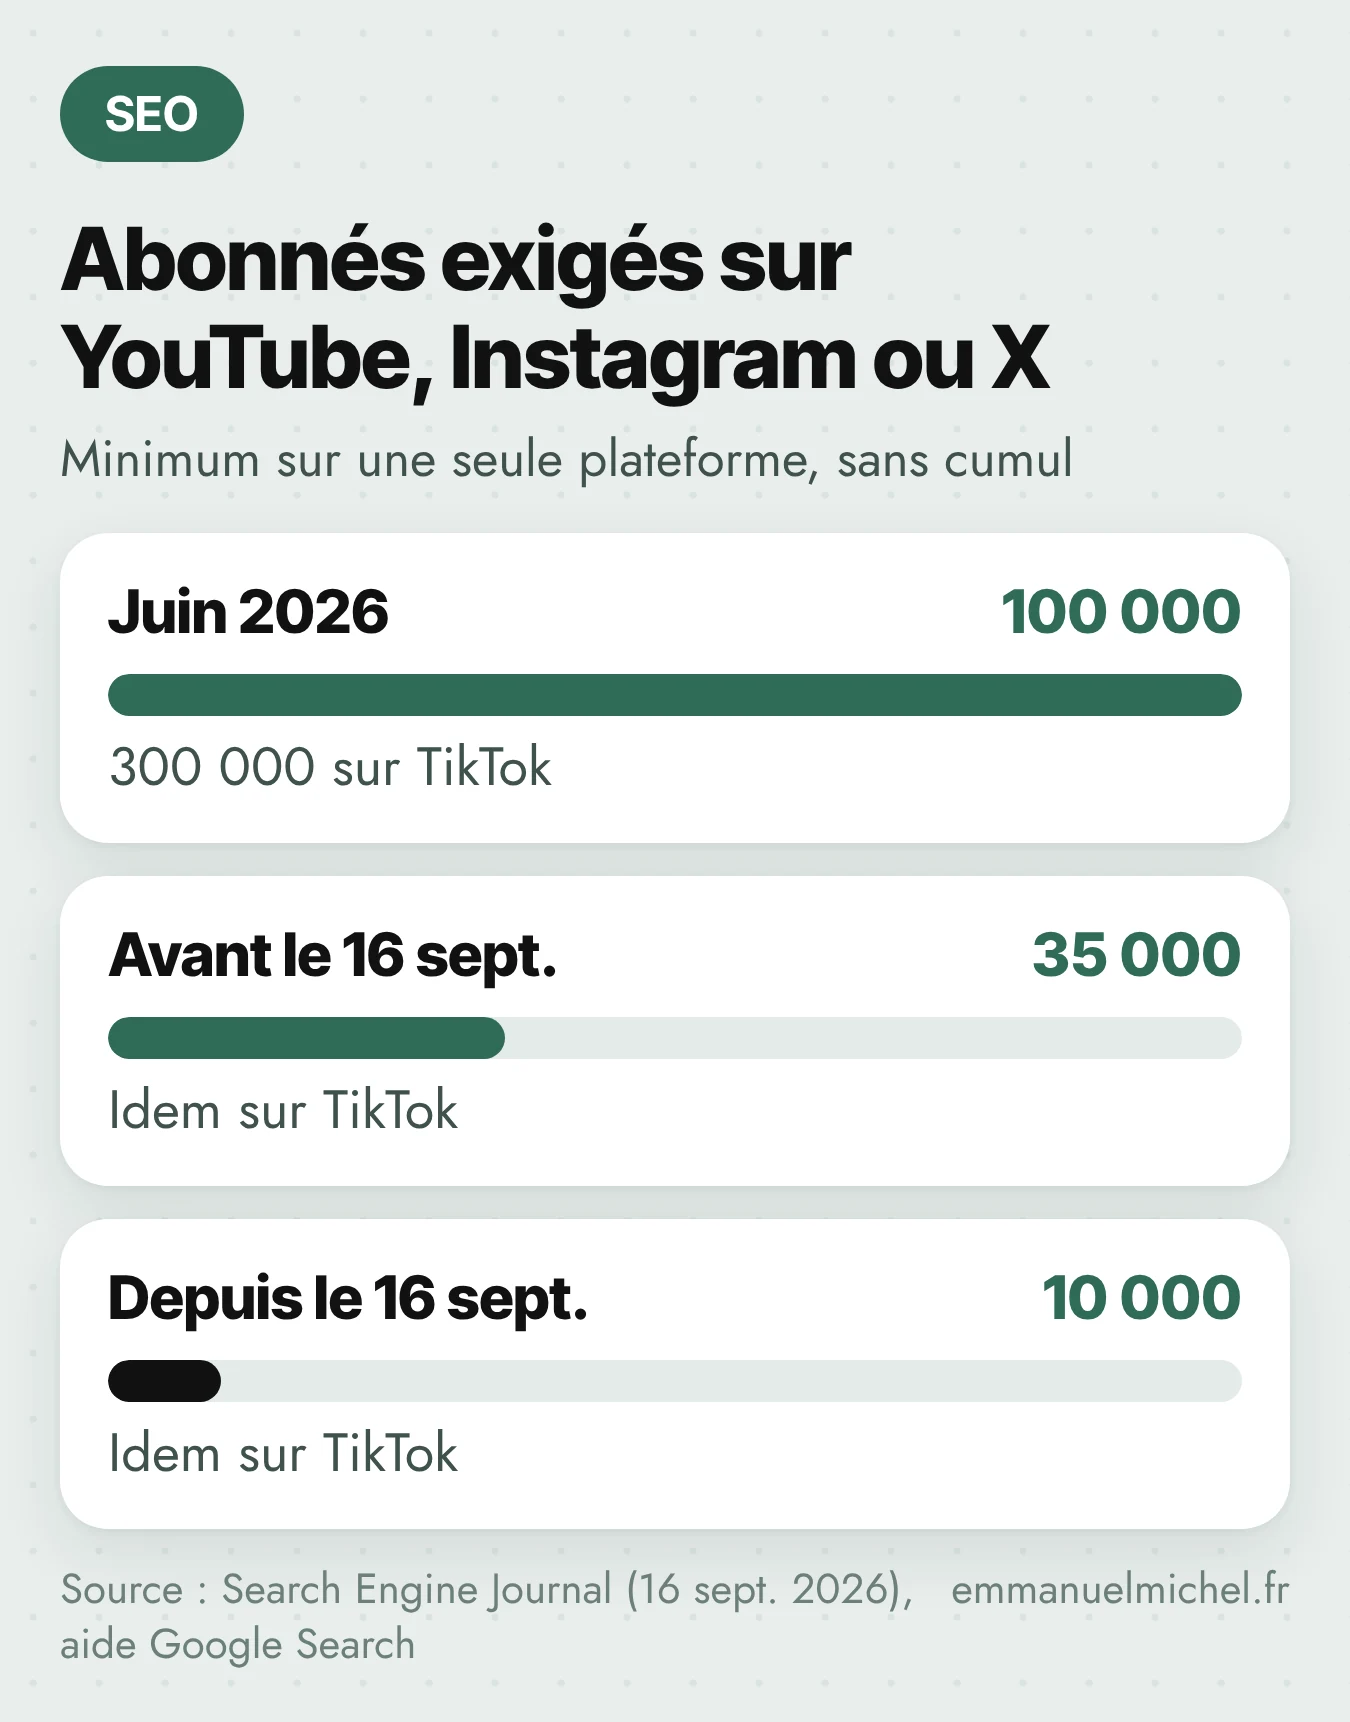 SEO
Abonnés exigés sur
YouTube, Instagram ou X
Minimum sur une seule plateforme, sans cumul
Juin 2026
100 000
300 000 sur TikTok
Avant le 16 sept.
35 000
Idem sur TikTok
Depuis le 16 sept.
10 000
Idem sur TikTok
Source : Search Engine Journal (16 sept. 2026),
aide Google Search
emmanuelmichel.fr